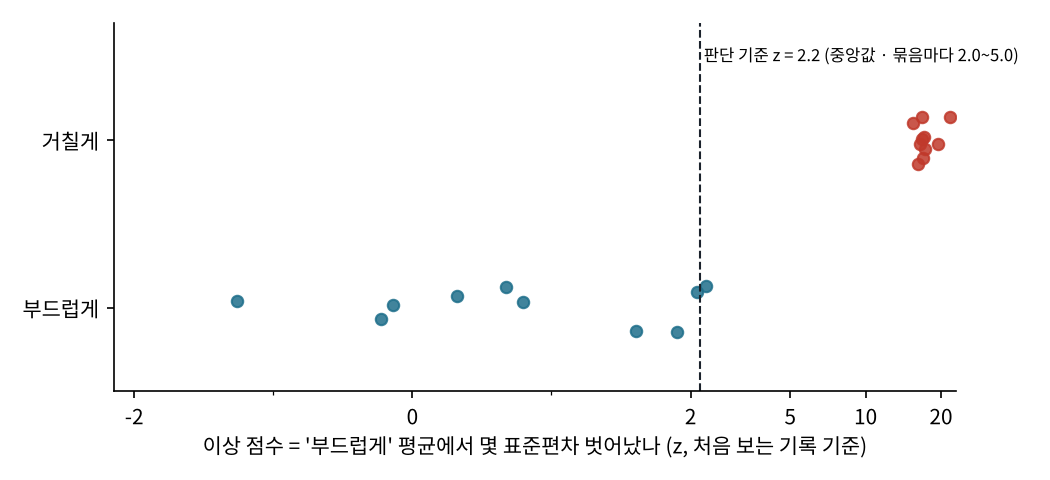 판단 기준 z = 2.2 (중앙값 · 묶음마다 2.0~5.0)
거칠게
부드럽게
-2 0 2 5 10 20
이상 점수 = '부드럽게' 평균에서 몇 표준편차 벗어났나 (z, 처음 보는 기록 기준)